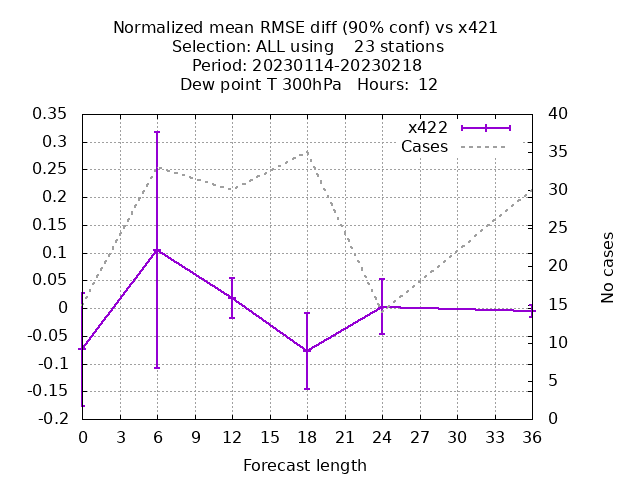 Normalized mean RMSE diff (90% conf) vs x421
Selection: ALL using    23 stations
Period: 20230114-20230218
Dew point T 300hPa   Hours:  12
x422
Cases
0.35
0.3
0.25
0.2
0.15
0.1
0.05
0
-0.05
-0.1
-0.15
-0.2
40
35
30
25
20
15
10
5
0
No cases
0 3 6 9 12 15 18 21 24 27 30 33 36
Forecast length